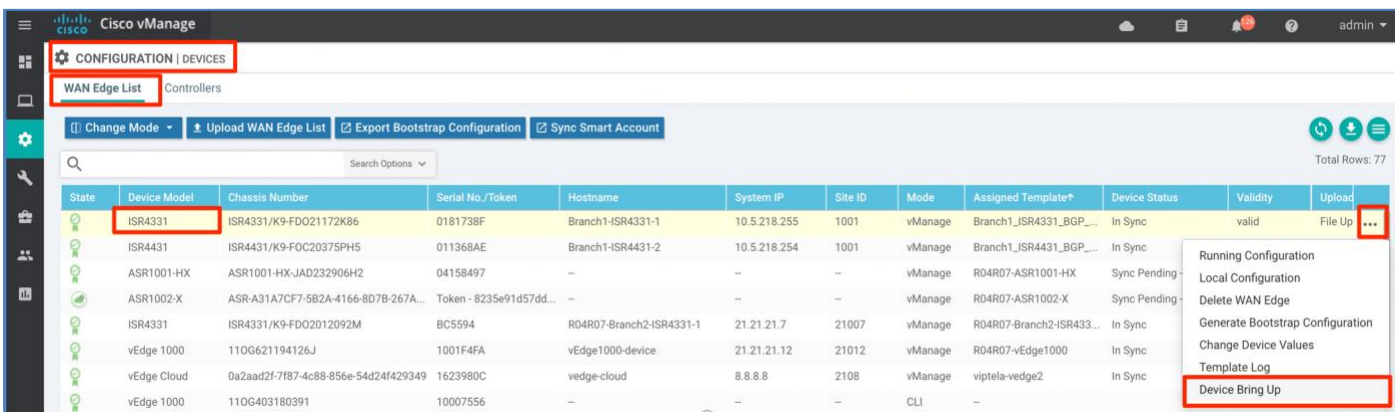 CISCO Cisco vManage 126 admin
CONFIGURATION | DEVICES
WAN Edge List Controllers
Change Mode Upload WAN Edge List Export Bootstrap Configuration Sync Smart Account
Search Options Total Rows: 77
State Device Model Chassis Number Serial No./Token Hostname System IP Site ID Mode Assigned Template↑ Device Status Validity Upload
ISR4331 ISR4331/K9-FDO21172K86 0181738F Branch1-ISR4331-1 10.5.218.255 1001 vManage Branch1_ISR4331_BGP_... In Sync valid File Up ...
ISR4431 ISR4431/K9-FOC20375PH5 011368AE Branch1-ISR4431-2 10.5.218.254 1001 vManage Branch1_ISR4431_BGP_... In Sync
Running Configuration
ASR1001-HX ASR1001-HX-JAD232906H2 04158497 – – – vManage R04R07-ASR1001-HX Sync Pending -
Local Configuration
ASR1002-X ASR-A31A7CF7-5B2A-4166-8D7B-267A... Token - 8235e91d57dd... – – – vManage R04R07-ASR1002-X Sync Pending -
Delete WAN Edge
ISR4331 ISR4331/K9-FDO2012092M BC5594 R04R07-Branch2-ISR4331-1 21.21.21.7 21007 vManage R04R07-Branch2-ISR433... In Sync
Generate Bootstrap Configuration
vEdge 1000 110G621194126J 1001F4FA vEdge1000-device 21.21.21.12 21012 vManage R04R07-vEdge1000 In Sync
Change Device Values
vEdge Cloud 0a2aad2f-7f87-4c88-856e-54d24f429349 1623980C vedge-cloud 8.8.8.8 2108 vManage viptela-vedge2 In Sync
Template Log
vEdge 1000 110G403180391 10007556 – – – CLI –
Device Bring Up